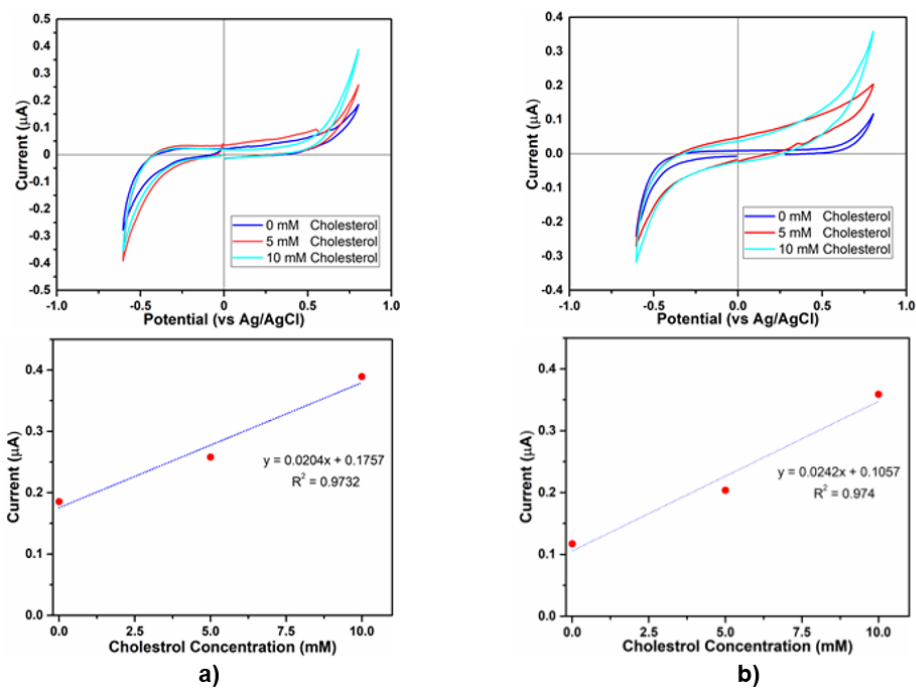 0.5
0.4
0.3
0.2
0.1
0
-0.1
-0.2
-0.3
-0.4
0.5
Current (μA)
0 mM Cholesterol
5 mM Cholesterol
10 mM Cholesterol
-1.0 -0.5 0 0.5 1.0
Potential (vs Ag/AgCl)
0.4
0.3
0.2
0.1
0.0
-0.1
-0.2
-0.3
-0.4
Current (μA)
0 mM Cholesterol
5 mM Cholesterol
10 mM Cholesterol
-1.0 -0.5 0.0 0.5 1.0
Potential (vs Ag/AgCl)
0.4
0.3
0.2
0.1
0.0
Current (μA)
y = 0.0204x + 0.1757
R² = 0.9732
0.0 2.5 5.0 7.5 10.0
Cholestrol Concentration (mM)
a)
0.4
0.3
0.2
0.1
0.0
Current (μA)
y = 0.0242x + 0.1057
R² = 0.974
0.0 2.5 5.0 7.5 10.0
Cholestrol Concentration (mM)
b)